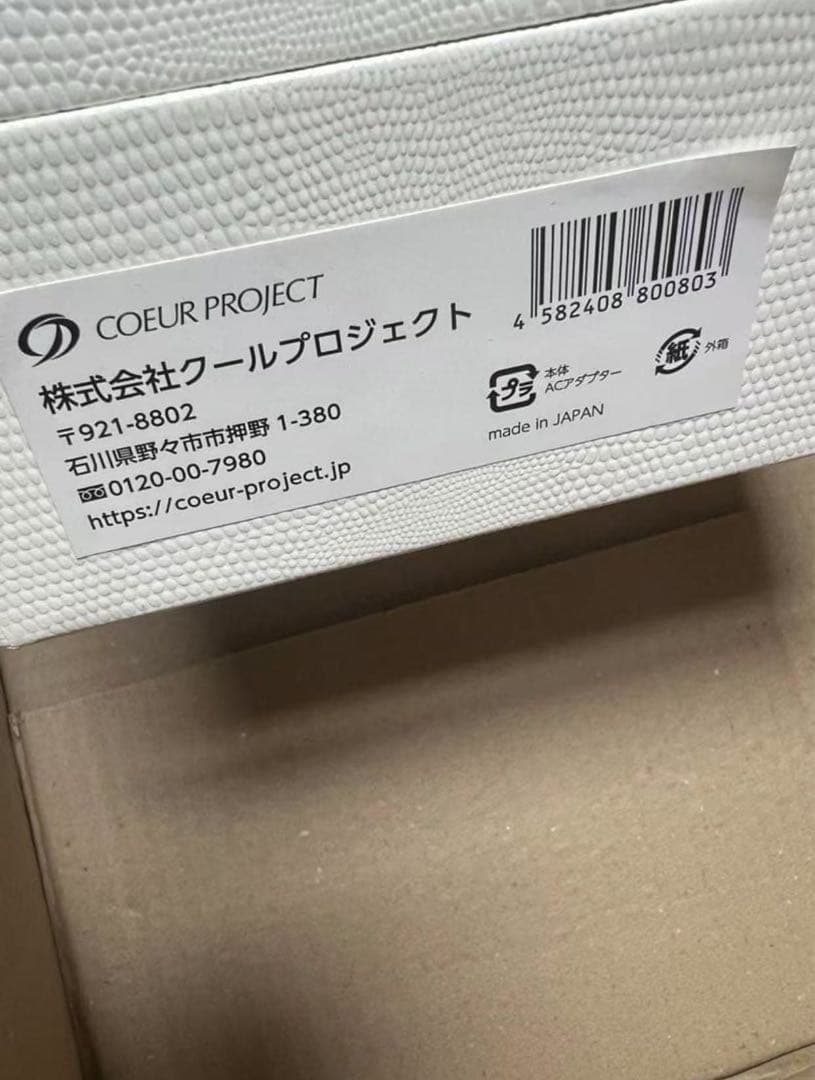 COEUR PROJECT
株式会社クールプロジェクト
〒921-8802
石川県野々市市押野 1-380
0120-00-7980
https://coeur-project.jp
4 582408 800803
プラ
本体
ACアダプター
紙
外箱
made in JAPAN